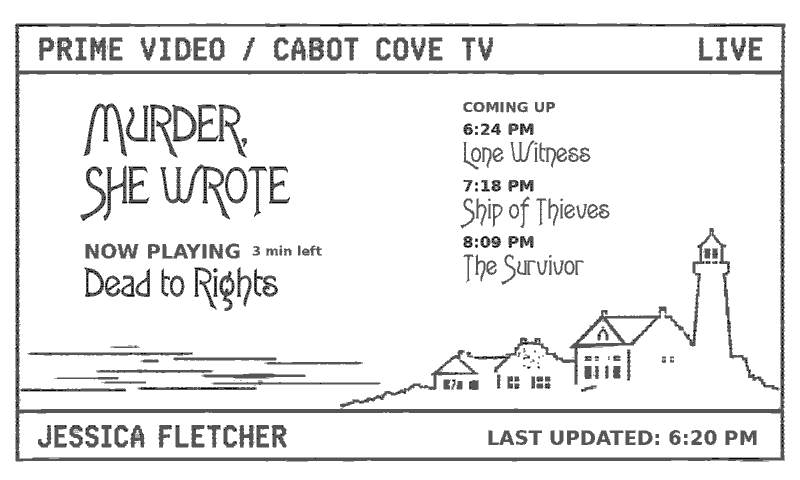 PRIME VIDEO / CABOT COVE TV
LIVE
MURDER,
SHE WROTE
NOW PLAYING 3 min left
Dead to Rights
COMING UP
6:24 PM
Lone Witness
7:18 PM
Ship of Thieves
8:09 PM
The Survivor
JESSICA FLETCHER
LAST UPDATED: 6:20 PM